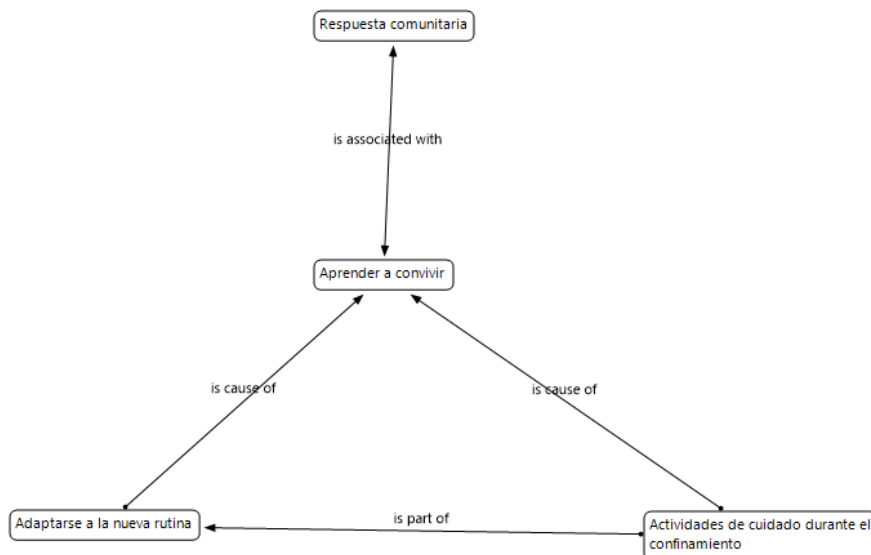 Respuesta comunitaria
is associated with
Aprender a convivir
is cause of
is cause of
Adaptarse a la nueva rutina
is part of
Actividades de cuidado durante el
confinamiento